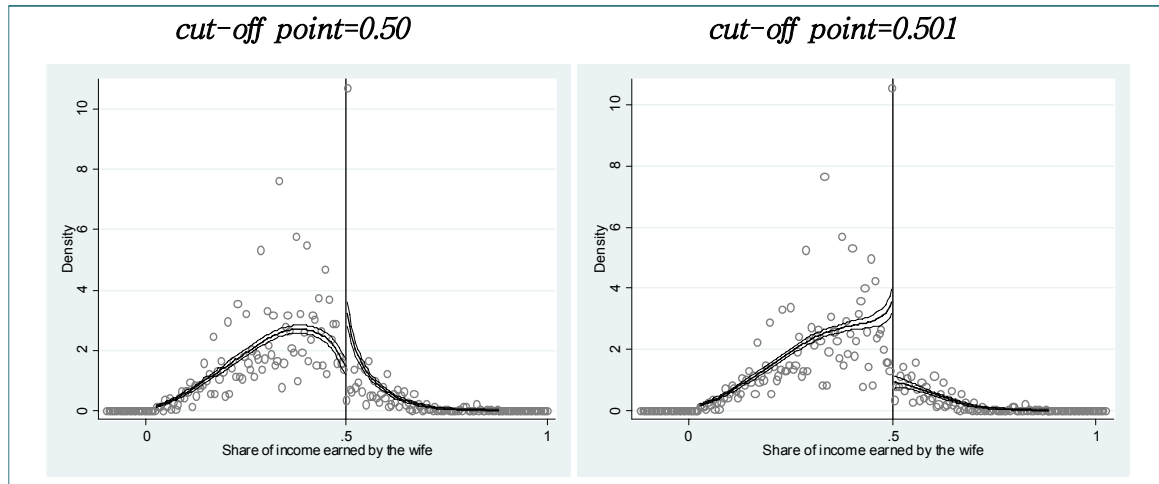 cut-off point=0.50
cut-off point=0.501
10
8
6
4
2
0
Density
0 .5 1
Share of income earned by the wife
10
8
6
4
2
0
Density
0 .5 1
Share of income earned by the wife